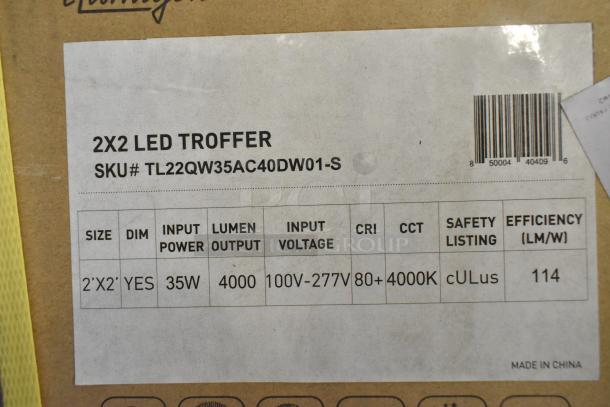 2X2 LED TROFFER
SKU# TL22QW35AC40DW01-S
8 50004 40409 6
SIZE DIM INPUT POWER LUMEN OUTPUT INPUT VOLTAGE CRI CCT SAFETY LISTING EFFICIENCY (LM/W)
2'X2' YES 35W 4000 100V-277V 80+ 4000K cULus 114
GROUP
MADE IN CHINA